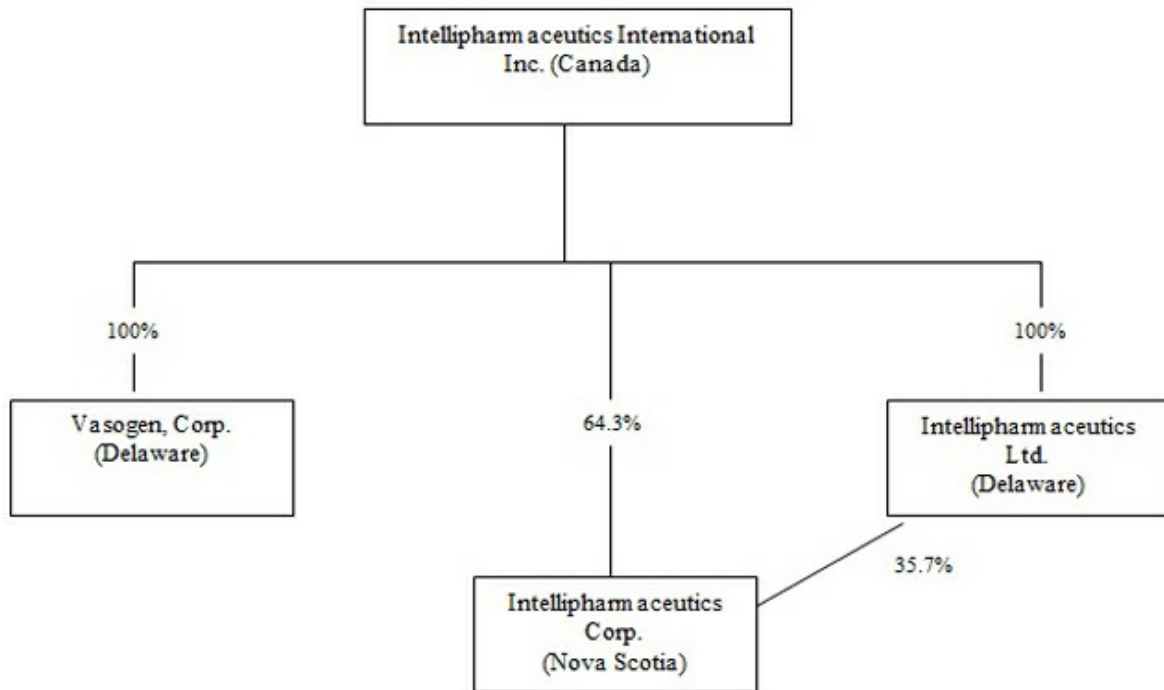 Intellipharm aceutics International
Inc. (Canada)
100%
100%
Vasogen, Corp.
(Delaware)
64.3%
Intellipharm aceutics
Ltd.
(Delaware)
35.7%
Intellipharm aceutics
Corp.
(Nova Scotia)